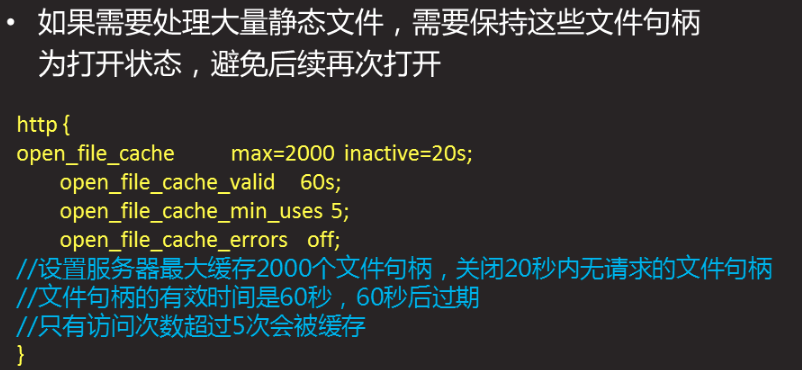 • 如果需要处理大量静态文件，需要保持这些文件句柄
为打开状态，避免后续再次打开
http {
open_file_cache max=2000 inactive=20s;
open_file_cache_valid 60s;
open_file_cache_min_uses 5;
open_file_cache_errors off;
//设置服务器最大缓存2000个文件句柄，关闭20秒内无请求的文件句柄
//文件句柄的有效时间是60秒，60秒后过期
//只有访问次数超过5次会被缓存
}